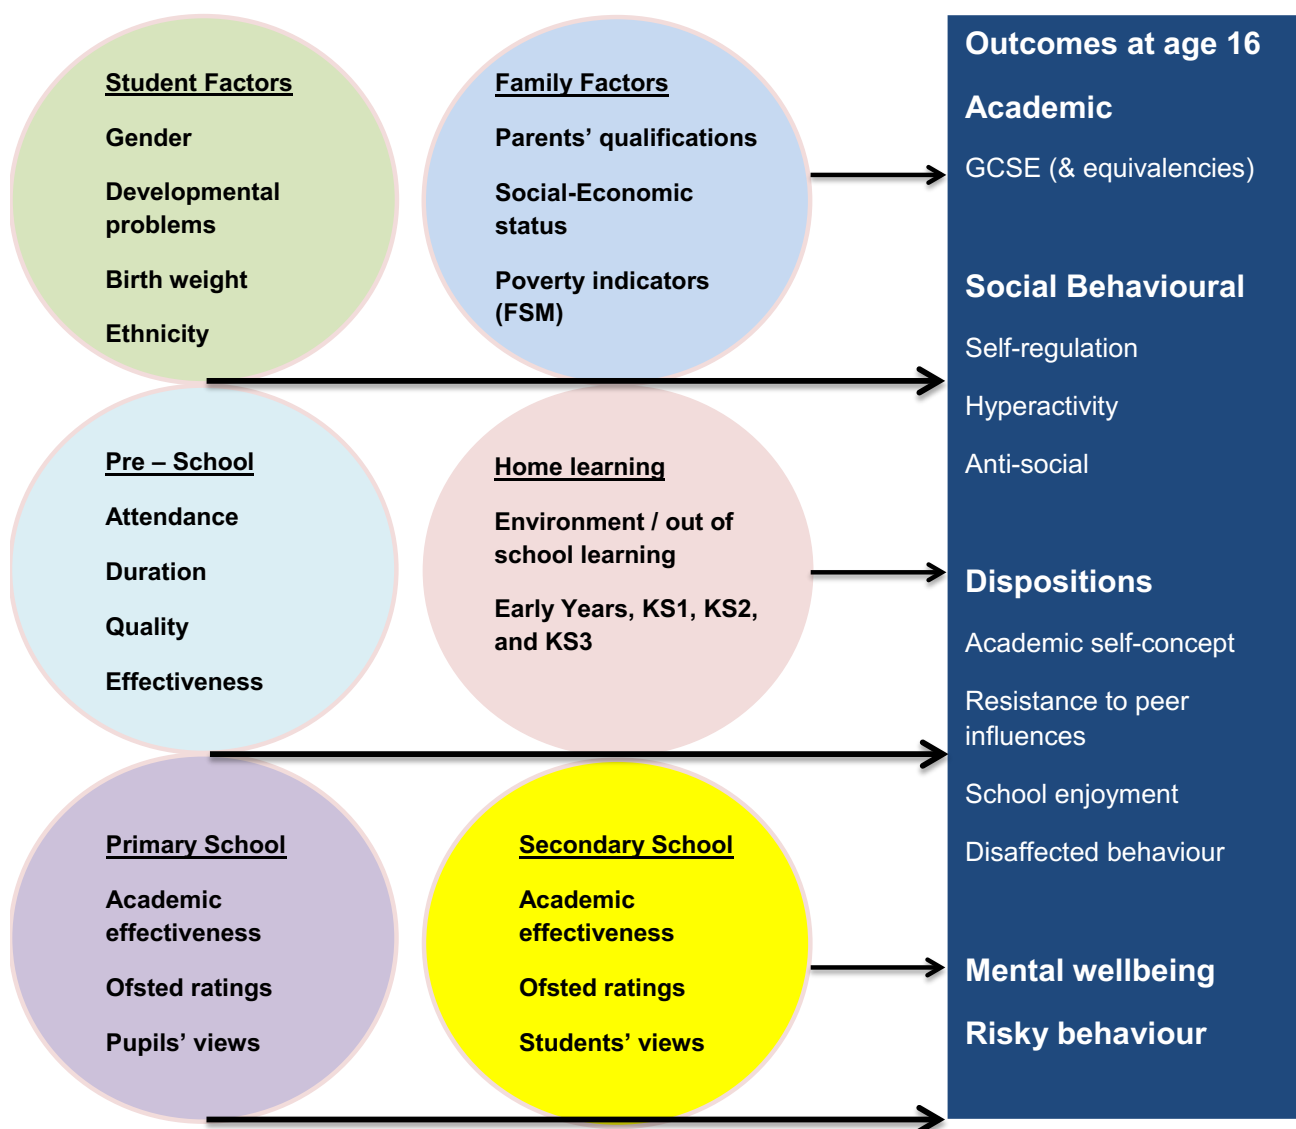 Student Factors
Gender
Developmental
problems
Birth weight
Ethnicity
Family Factors
Parents’ qualifications
Social-Economic
status
Poverty indicators
(FSM)
Pre – School
Attendance
Duration
Quality
Effectiveness
Home learning
Environment / out of
school learning
Early Years, KS1, KS2,
and KS3
Primary School
Academic
effectiveness
Ofsted ratings
Pupils’ views
Secondary School
Academic
effectiveness
Ofsted ratings
Students’ views
Outcomes at age 16
Academic
GCSE (& equivalencies)
Social Behavioural
Self-regulation
Hyperactivity
Anti-social
Dispositions
Academic self-concept
Resistance to peer
influences
School enjoyment
Disaffected behaviour
Mental wellbeing
Risky behaviour